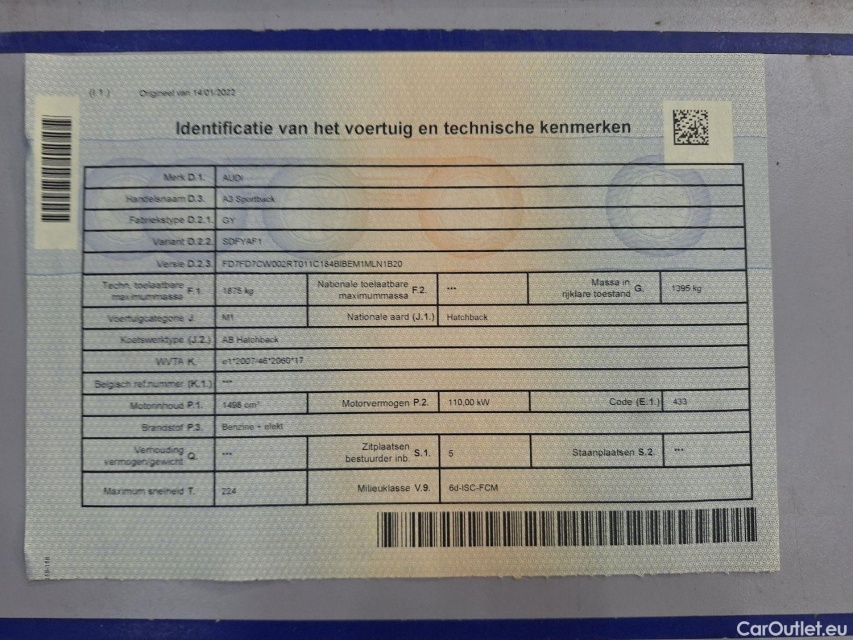 (I.1.) Origineel van 14/01/2022
Identificatie van het voertuig en technische kenmerken
Merk D.1. AUDI
Handelsnaam D.3. A3 Sportback
Fabriekstype D.2.1. GY
Variant D.2.2. SDFYAF1
Versie D.2.3. FD7FD7CW002RT011C184BIBEM1MLN1B20
Techn. toelaatbare maximummassa F.1. 1875 kg Nationale toelaatbare maximummassa F.2. *** Massa in rijklare toestand G. 1395 kg
Voertuigcategorie J. M1 Nationale aard (J.1.) Hatchback
Koetswerktype (J.2.) AB Hatchback
WVTA K. e1*2007/46*2060*17
Belgisch ref.nummer (K.1.) ***
Motorinhoud P.1. 1498 cm³ Motorvermogen P.2. 110,00 kW Code (E.1.) 433
Brandstof P.3. Benzine + elekt
Verhouding vermogen/gewicht Q. *** Zitplaatsen bestuurder inb. S.1. 5 Staanplaatsen S.2. ***
Maximum snelheid T. 224 Milieuklasse V.9. 6d-ISC-FCM
CarOutlet.eu